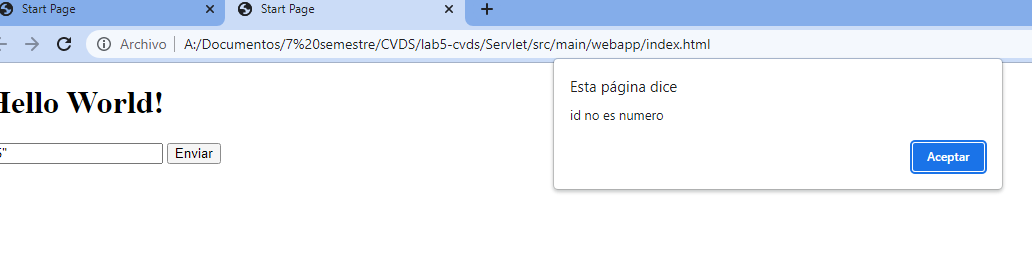 Start Page
Start Page
Archivo A:/Documentos/7%20semestre/CVDS/lab5-cvds/Servlet/src/main/webapp/index.html
Esta página dice
id no es numero
Aceptar
Hello World!
Enviar